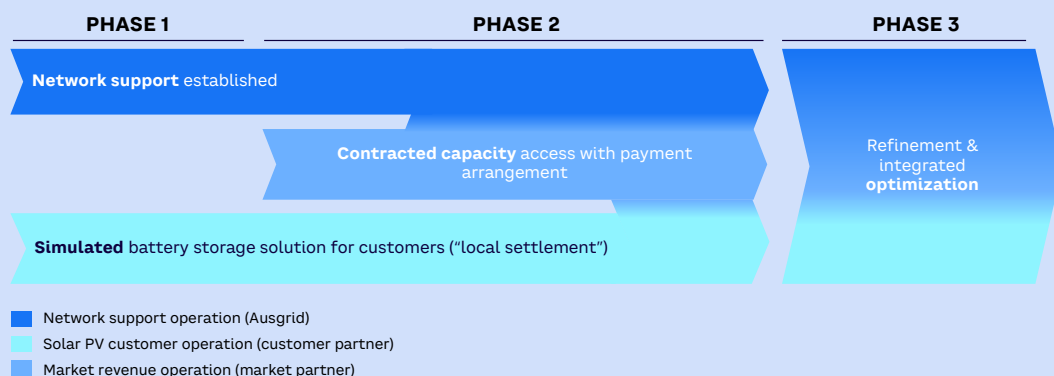 PHASE 1
PHASE 2
PHASE 3
Network support established
Contracted capacity access with payment
arrangement
Refinement &
integrated
optimization
Simulated battery storage solution for customers (“local settlement”)
Network support operation (Ausgrid)
Solar PV customer operation (customer partner)
Market revenue operation (market partner)